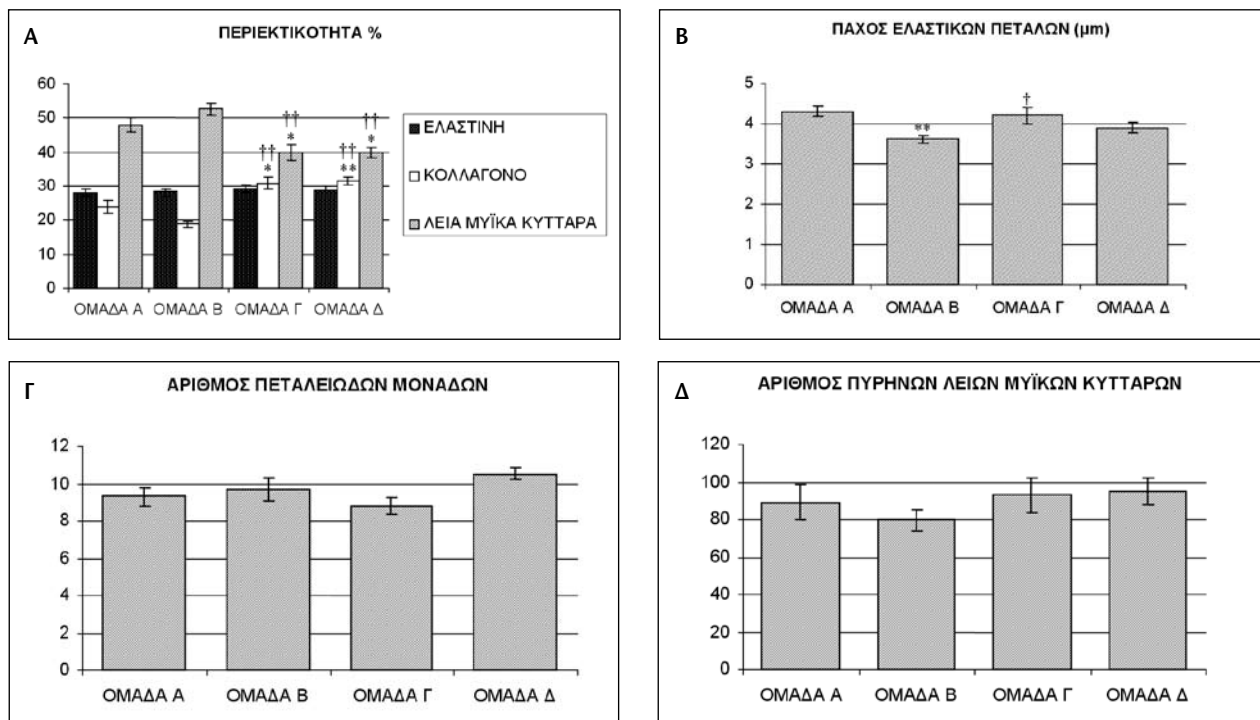 Α
ΠΕΡΙΕΚΤΙΚΟΤΗΤΑ %
60
50
40
30
20
10
0
††
*
††
*
††
**
††
*
ΟΜΑΔΑ Α ΟΜΑΔΑ Β ΟΜΑΔΑ Γ ΟΜΑΔΑ Δ
ΕΛΑΣΤΙΝΗ
ΚΟΛΛΑΓΟΝΟ
ΛΕΙΑ ΜΥΪΚΑ ΚΥΤΤΑΡΑ
Β
ΠΑΧΟΣ ΕΛΑΣΤΙΚΩΝ ΠΕΤΑΛΩΝ (μm)
5
4
3
2
1
0
**
†
ΟΜΑΔΑ Α ΟΜΑΔΑ Β ΟΜΑΔΑ Γ ΟΜΑΔΑ Δ
Γ
ΑΡΙΘΜΟΣ ΠΕΤΑΛΕΙΩΔΩΝ ΜΟΝΑΔΩΝ
12
10
8
6
4
2
0
ΟΜΑΔΑ Α ΟΜΑΔΑ Β ΟΜΑΔΑ Γ ΟΜΑΔΑ Δ
Δ
ΑΡΙΘΜΟΣ ΠΥΡΗΝΩΝ ΛΕΙΩΝ ΜΥΪΚΩΝ ΚΥΤΤΑΡΩΝ
120
100
80
60
40
20
0
ΟΜΑΔΑ Α ΟΜΑΔΑ Β ΟΜΑΔΑ Γ ΟΜΑΔΑ Δ